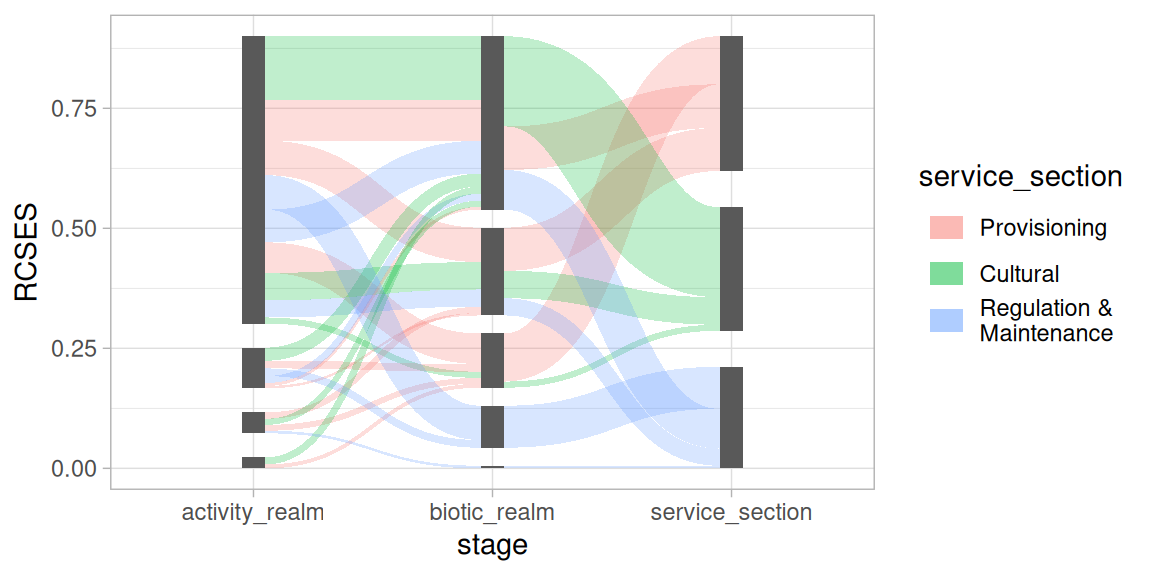 RCSES
0.75
0.50
0.25
0.00
activity_realm
biotic_realm
service_section
stage
service_section
Provisioning
Cultural
Regulation &
Maintenance